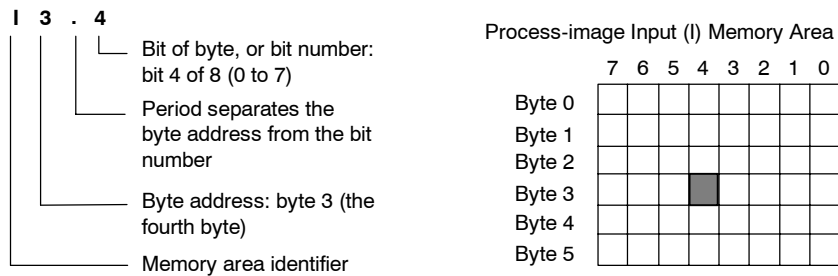 I 3 . 4
Bit of byte, or bit number:
bit 4 of 8 (0 to 7)
Period separates the
byte address from the bit
number
Byte address: byte 3 (the
fourth byte)
Memory area identifier
Process-image Input (I) Memory Area
7 6 5 4 3 2 1 0
Byte 0
Byte 1
Byte 2
Byte 3
Byte 4
Byte 5